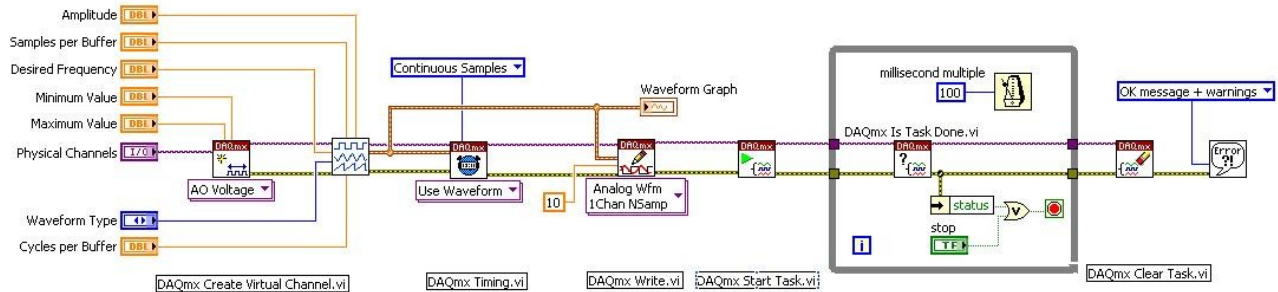 Amplitude
DBL
Samples per Buffer
DBL
Desired Frequency
DBL
Minimum Value
DBL
Maximum Value
DBL
Physical Channels
I/O
Waveform Type
Cycles per Buffer
DBL
DAQmx
AO Voltage
DAQmx Create Virtual Channel.vi
Continuous Samples
DAQmx
Use Waveform
DAQmx Timing.vi
Waveform Graph
DAQmx
10
Analog Wfm
1Chan NSamp
DAQmx Write.vi
DAQmx
DAQmx Start Task.vi
millisecond multiple
100
DAQmx Is Task Done.vi
DAQmx
?
status
V
stop
TF
i
DAQmx
DAQmx Clear Task.vi
OK message + warnings
Error
?!